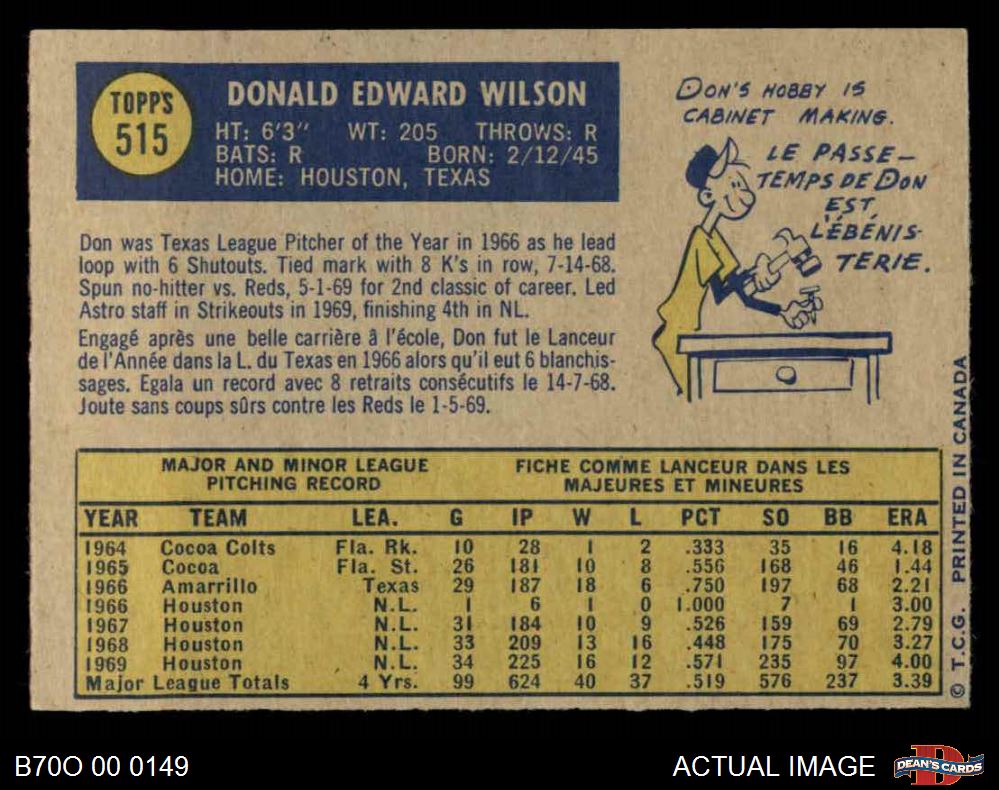 TOPPS
515
DONALD EDWARD WILSON
HT: 6'3" WT: 205 THROWS: R
BATS: R BORN: 2/12/45
HOME: HOUSTON, TEXAS
DON'S HOBBY IS
CABINET MAKING.
LE PASSE-
TEMPS DE DON
EST
L'ÉBÉNIS-
TERIE.
Don was Texas League Pitcher of the Year in 1966 as he lead
loop with 6 Shutouts. Tied mark with 8 K's in row, 7-14-68.
Spun no-hitter vs. Reds, 5-1-69 for 2nd classic of career. Led
Astro staff in Strikeouts in 1969, finishing 4th in NL.
Engagé après une belle carrière à l'école, Don fut le Lanceur
de l'Année dans la L. du Texas en 1966 alors qu'il eut 6 blanchis-
sages. Egala un record avec 8 retraits consécutifs le 14-7-68.
Joute sans coups sûrs contre les Reds le 1-5-69.
MAJOR AND MINOR LEAGUE
PITCHING RECORD
FICHE COMME LANCEUR DANS LES
MAJEURES ET MINEURES
YEAR TEAM LEA. G IP W L PCT SO BB ERA
1964 Cocoa Colts Fla. Rk. 10 28 1 2 .333 35 16 4.18
1965 Cocoa Fla. St. 26 181 10 8 .556 168 46 1.44
1966 Amarrillo Texas 29 187 18 6 .750 197 68 2.21
1966 Houston N.L. 1 6 1 0 1.000 7 1 3.00
1967 Houston N.L. 31 184 10 9 .526 159 69 2.79
1968 Houston N.L. 33 209 13 16 .448 175 70 3.27
1969 Houston N.L. 34 225 16 12 .571 235 97 4.00
Major League Totals 4 Yrs. 99 624 40 37 .519 576 237 3.39
© T.C.G. PRINTED IN CANADA
B70O 00 0149
ACTUAL IMAGE
DEAN'S CARDS